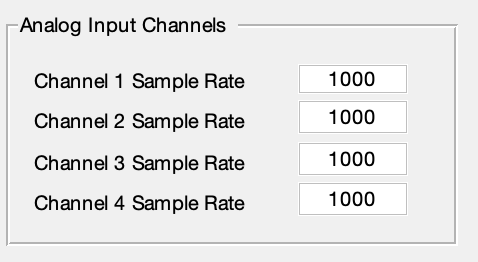 Analog Input Channels
Channel 1 Sample Rate 1000
Channel 2 Sample Rate 1000
Channel 3 Sample Rate 1000
Channel 4 Sample Rate 1000